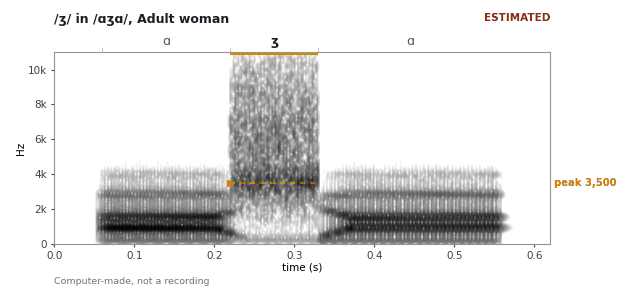 /ʒ/ in /ɑʒɑ/, Adult woman
ESTIMATED
ɑ ʒ ɑ
10k
8k
6k
4k
2k
0
Hz
peak 3,500
0.0 0.1 0.2 0.3 0.4 0.5 0.6
time (s)
Computer-made, not a recording